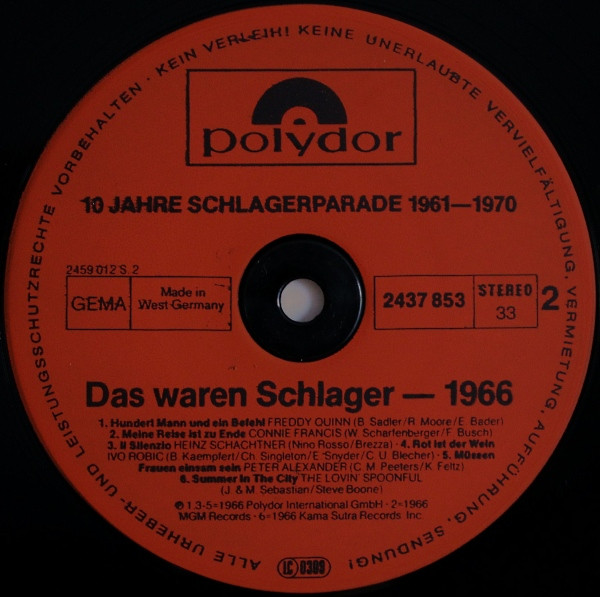 ALLE URHEBER- UND LEISTUNGSSCHUTZRECHTE VORBEHALTEN · KEIN VERLEIH! KEINE UNERLAUBTE VERVIELFÄLTIGUNG, VERMIETUNG, AUFFÜHRUNG, SENDUNG!
polydor
10 JAHRE SCHLAGERPARADE 1961—1970
2459 012 S. 2
GEMA
Made in
West Germany
2437 853
STEREO
33
2
Das waren Schlager — 1966
1. Hundert Mann und ein Befehl FREDDY QUINN (B. Sadler/R. Moore/E. Bader)
2. Meine Reise ist zu Ende CONNIE FRANCIS (W. Scharfenberger/F. Busch)
3. Il Silenzio HEINZ SCHACHTNER (Nino Rosso/Brezza) · 4. Rot ist der Wein
IVO ROBIC (B. Kaempfert/Ch. Singleton/E. Snyder/C. U. Blecher) · 5. Müssen
Frauen einsam sein PETER ALEXANDER (C. M. Peeters/K. Feltz)
6. Summer In The City THE LOVIN' SPOONFUL
(J. & M. Sebastian/Steve Boone)
℗ 1.3-5=1966 Polydor International GmbH · 2=1966
MGM Records · 6=1966 Kama Sutra Records Inc.
LC 0309